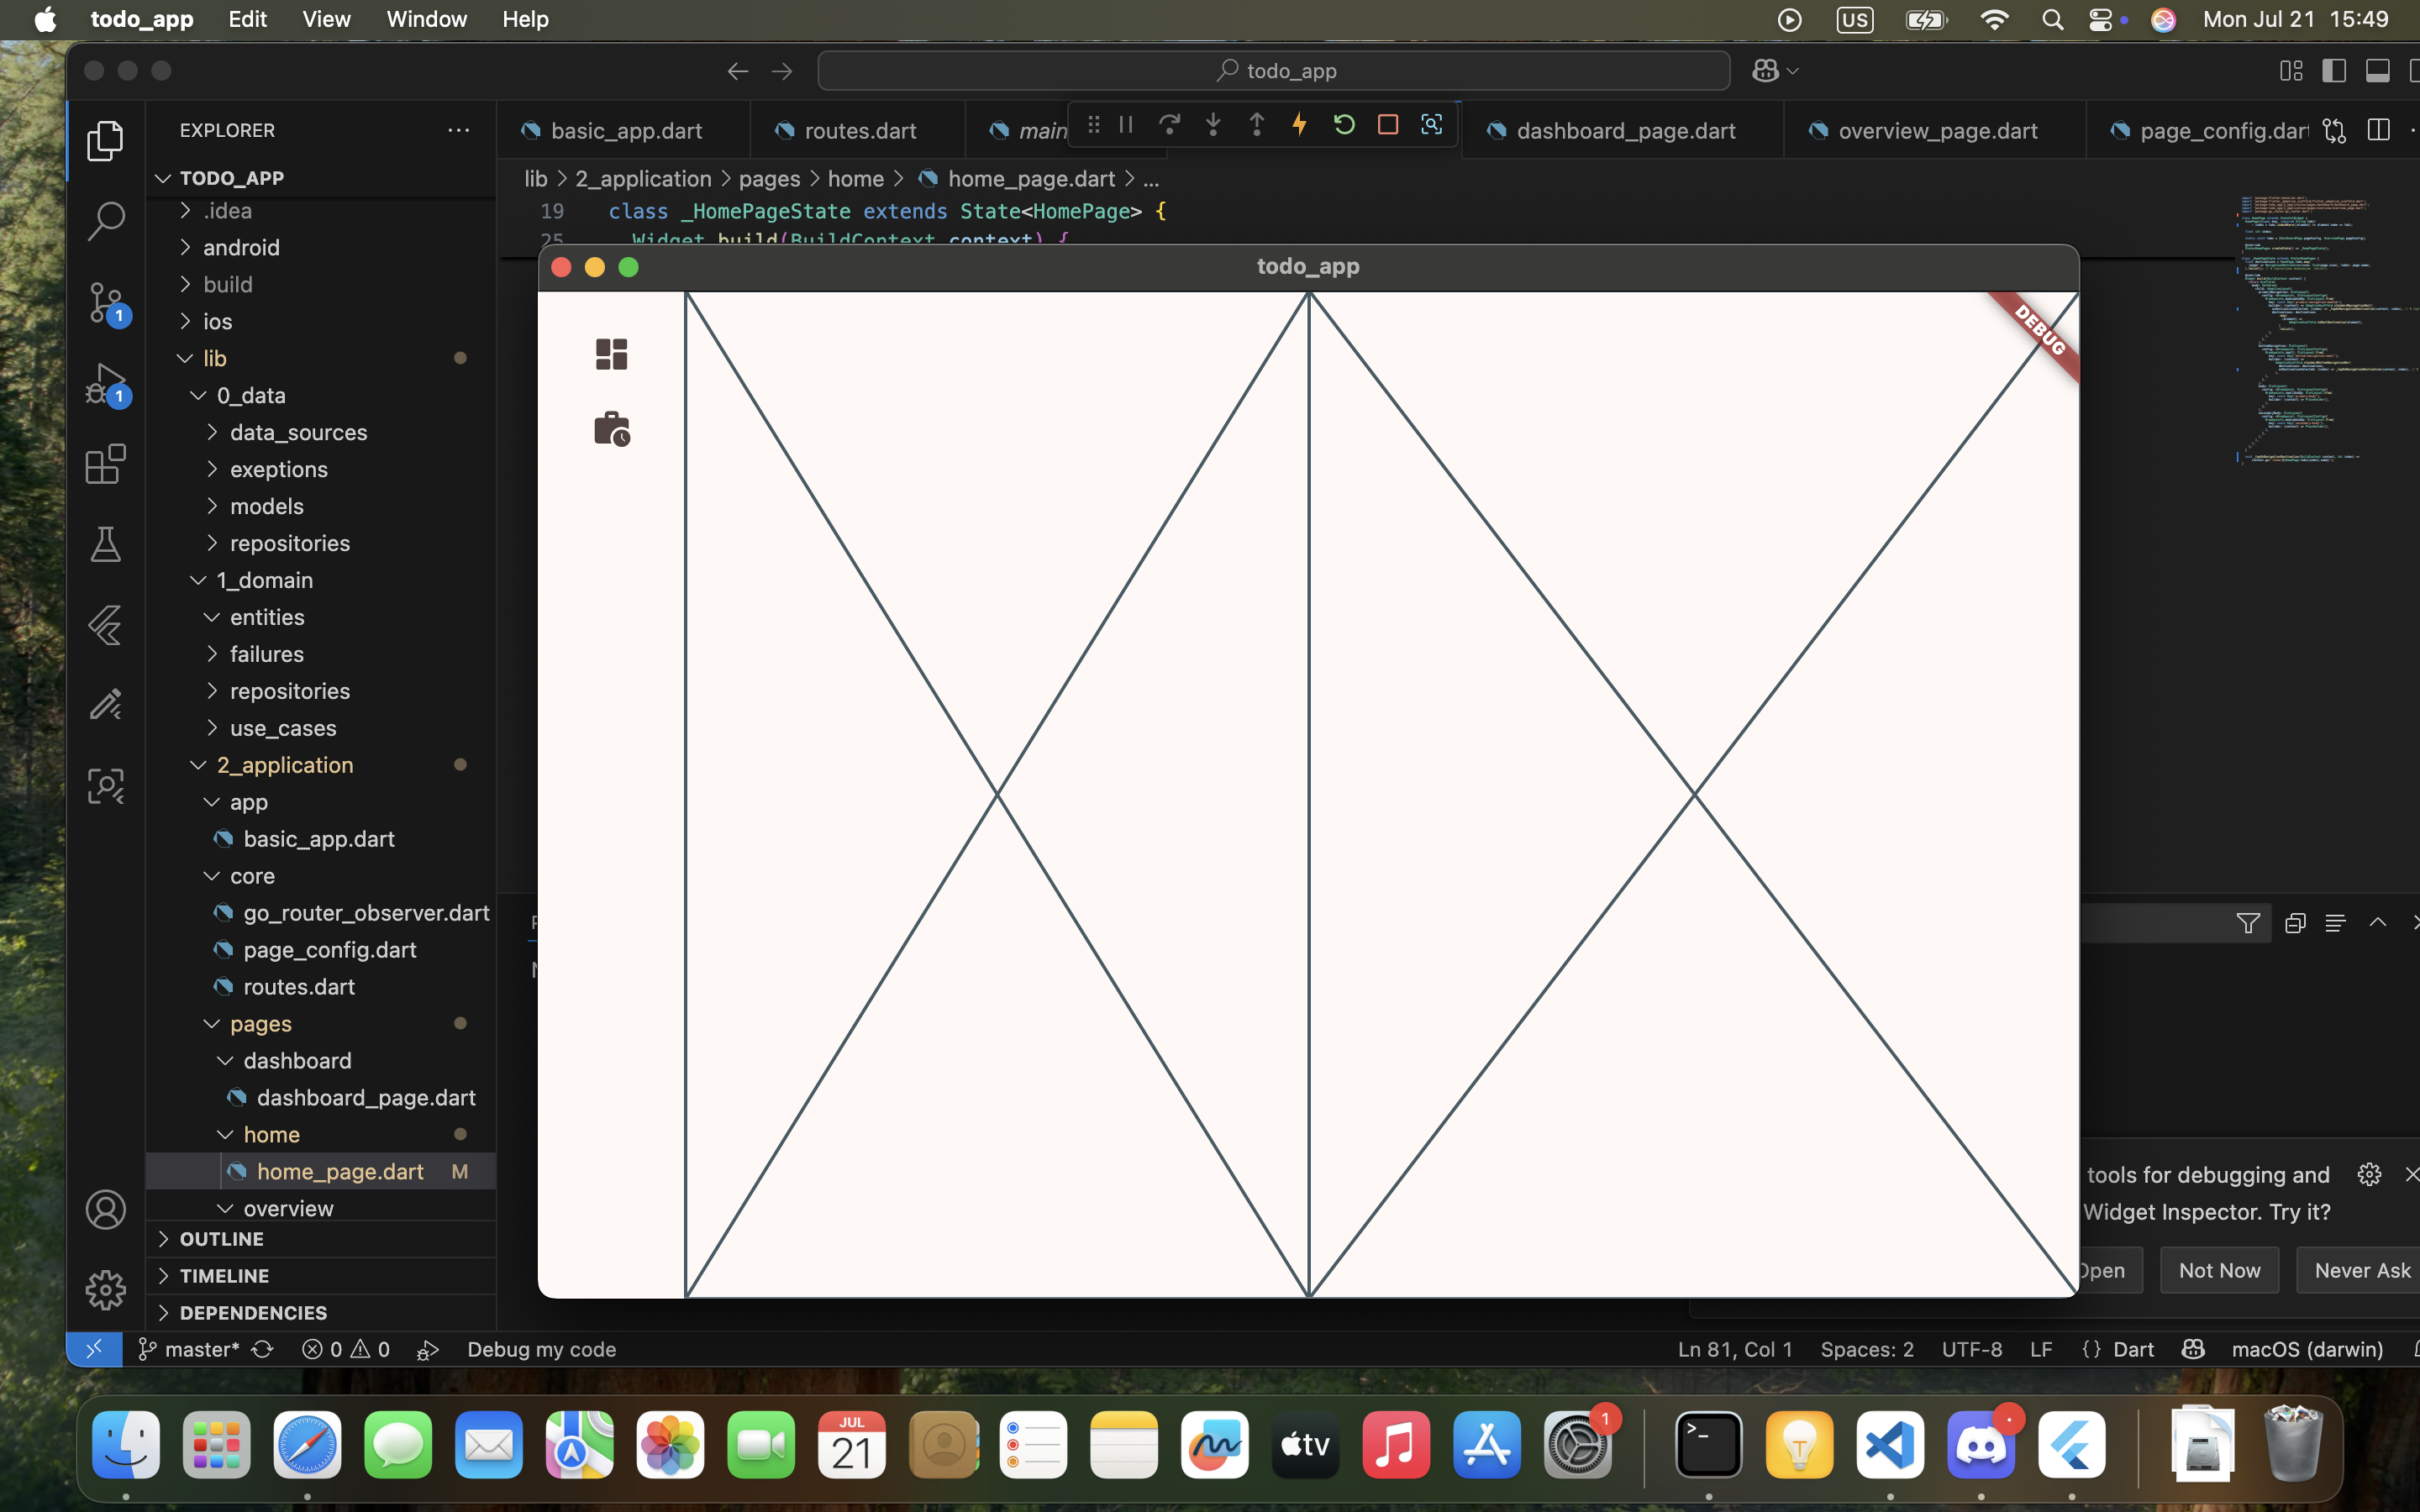 todo_app Edit View Window Help US Mon Jul 21 15:49
todo_app
EXPLORER
basic_app.dart routes.dart main dashboard_page.dart overview_page.dart page_config.dar
TODO_APP
lib > 2_application > pages > home > home_page.dart > ...
.idea
19 class _HomePageState extends State<HomePage> {
25 Widget build(BuildContext context) {
android
todo_app
build
ios
DEBUG
lib
0_data
data_sources
exeptions
models
repositories
1_domain
entities
failures
repositories
use_cases
2_application
app
basic_app.dart
core
go_router_observer.dart
page_config.dart
routes.dart
pages
dashboard
dashboard_page.dart
home
home_page.dart M
tools for debugging and
overview
Widget Inspector. Try it?
OUTLINE
TIMELINE
Open Not Now Never Ask
DEPENDENCIES
1
1
master* 0 0 Debug my code Ln 81, Col 1 Spaces: 2 UTF-8 LF {} Dart macOS (darwin)
JUL
21
tv
1
>_